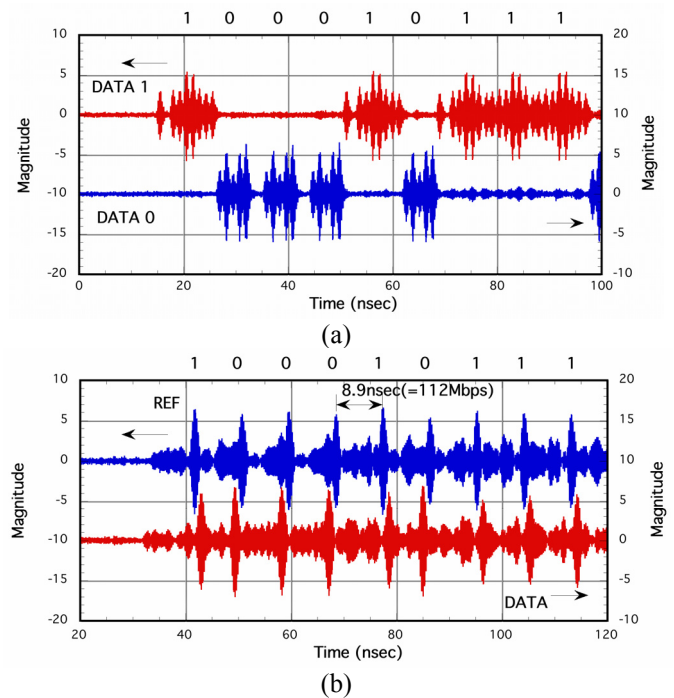 1 0 0 0 1 0 1 1 1
10 20
5 15
0 10
-5 5
-10 0
-15 -5
-20 -10
DATA 1
DATA 0
Magnitude
Magnitude
0 20 40 60 80 100
Time (nsec)
(a)
1 0 0 0 1 0 1 1 1
8.9nsec(=112Mbps)
REF
10 20
5 15
0 10
-5 5
-10 0
-15 -5
-20 -10
DATA
Magnitude
Magnitude
20 40 60 80 100 120
Time (nsec)
(b)